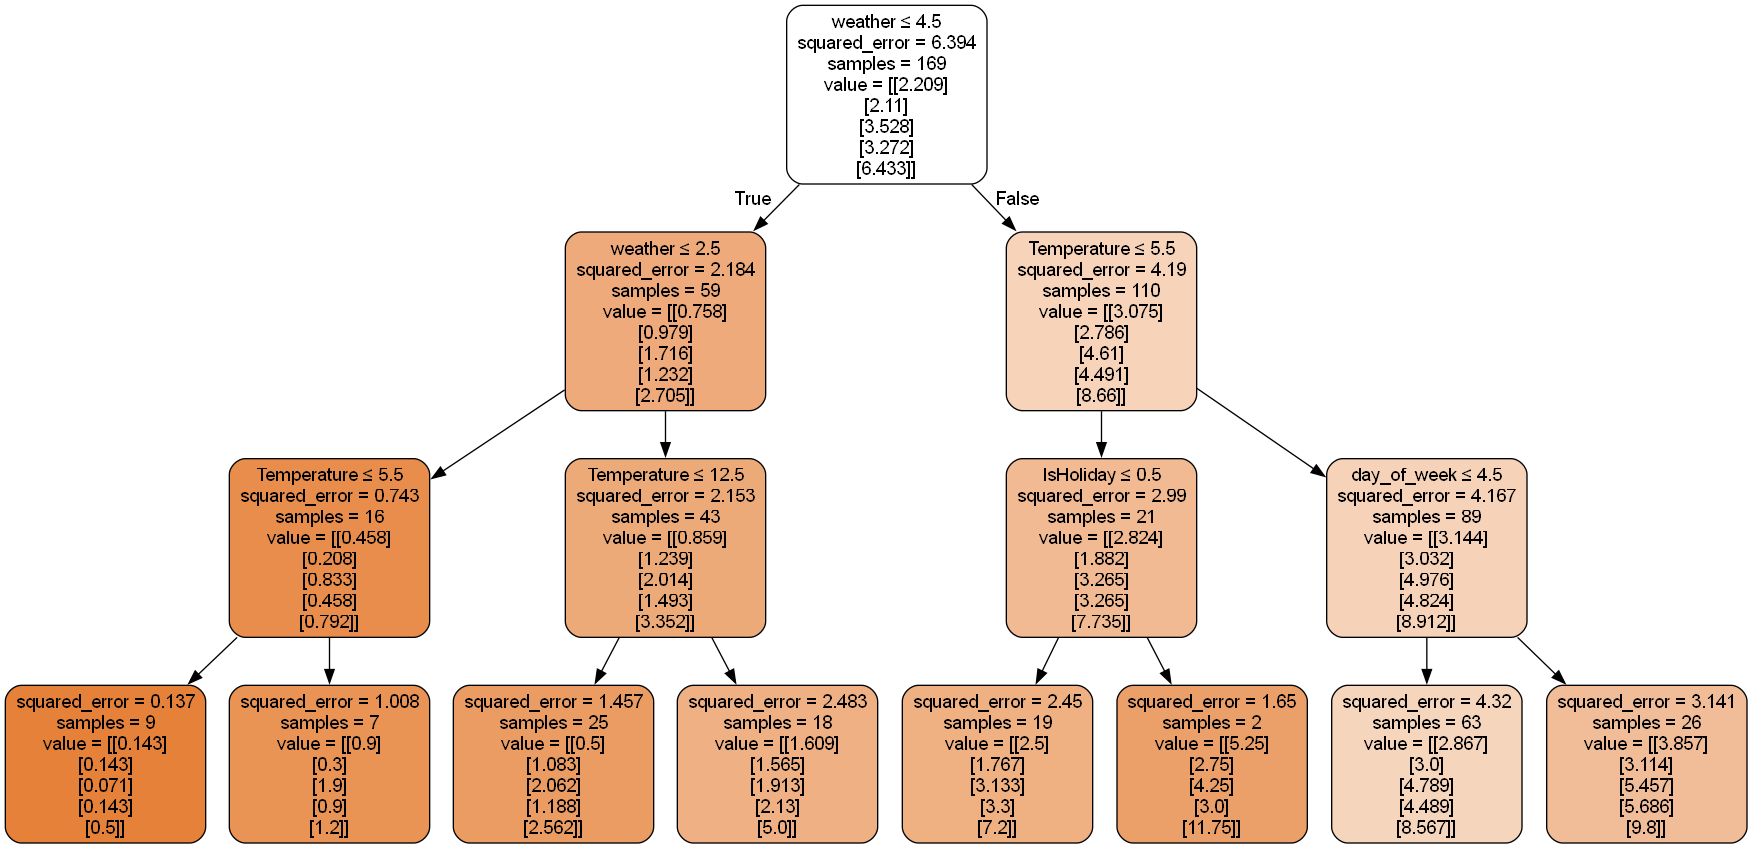 weather ≤ 4.5
squared_error = 6.394
samples = 169
value = [[2.209]
[2.11]
[3.528]
[3.272]
[6.433]]
True
False
weather ≤ 2.5
squared_error = 2.184
samples = 59
value = [[0.758]
[0.979]
[1.716]
[1.232]
[2.705]]
Temperature ≤ 5.5
squared_error = 4.19
samples = 110
value = [[3.075]
[2.786]
[4.61]
[4.491]
[8.66]]
Temperature ≤ 5.5
squared_error = 0.743
samples = 16
value = [[0.458]
[0.208]
[0.833]
[0.458]
[0.792]]
Temperature ≤ 12.5
squared_error = 2.153
samples = 43
value = [[0.859]
[1.239]
[2.014]
[1.493]
[3.352]]
IsHoliday ≤ 0.5
squared_error = 2.99
samples = 21
value = [[2.824]
[1.882]
[3.265]
[3.265]
[7.735]]
day_of_week ≤ 4.5
squared_error = 4.167
samples = 89
value = [[3.144]
[3.032]
[4.976]
[4.824]
[8.912]]
squared_error = 0.137
samples = 9
value = [[0.143]
[0.143]
[0.071]
[0.143]
[0.5]]
squared_error = 1.008
samples = 7
value = [[0.9]
[0.3]
[1.9]
[0.9]
[1.2]]
squared_error = 1.457
samples = 25
value = [[0.5]
[1.083]
[2.062]
[1.188]
[2.562]]
squared_error = 2.483
samples = 18
value = [[1.609]
[1.565]
[1.913]
[2.13]
[5.0]]
squared_error = 2.45
samples = 19
value = [[2.5]
[1.767]
[3.133]
[3.3]
[7.2]]
squared_error = 1.65
samples = 2
value = [[5.25]
[2.75]
[4.25]
[3.0]
[11.75]]
squared_error = 4.32
samples = 63
value = [[2.867]
[3.0]
[4.789]
[4.489]
[8.567]]
squared_error = 3.141
samples = 26
value = [[3.857]
[3.114]
[5.457]
[5.686]
[9.8]]